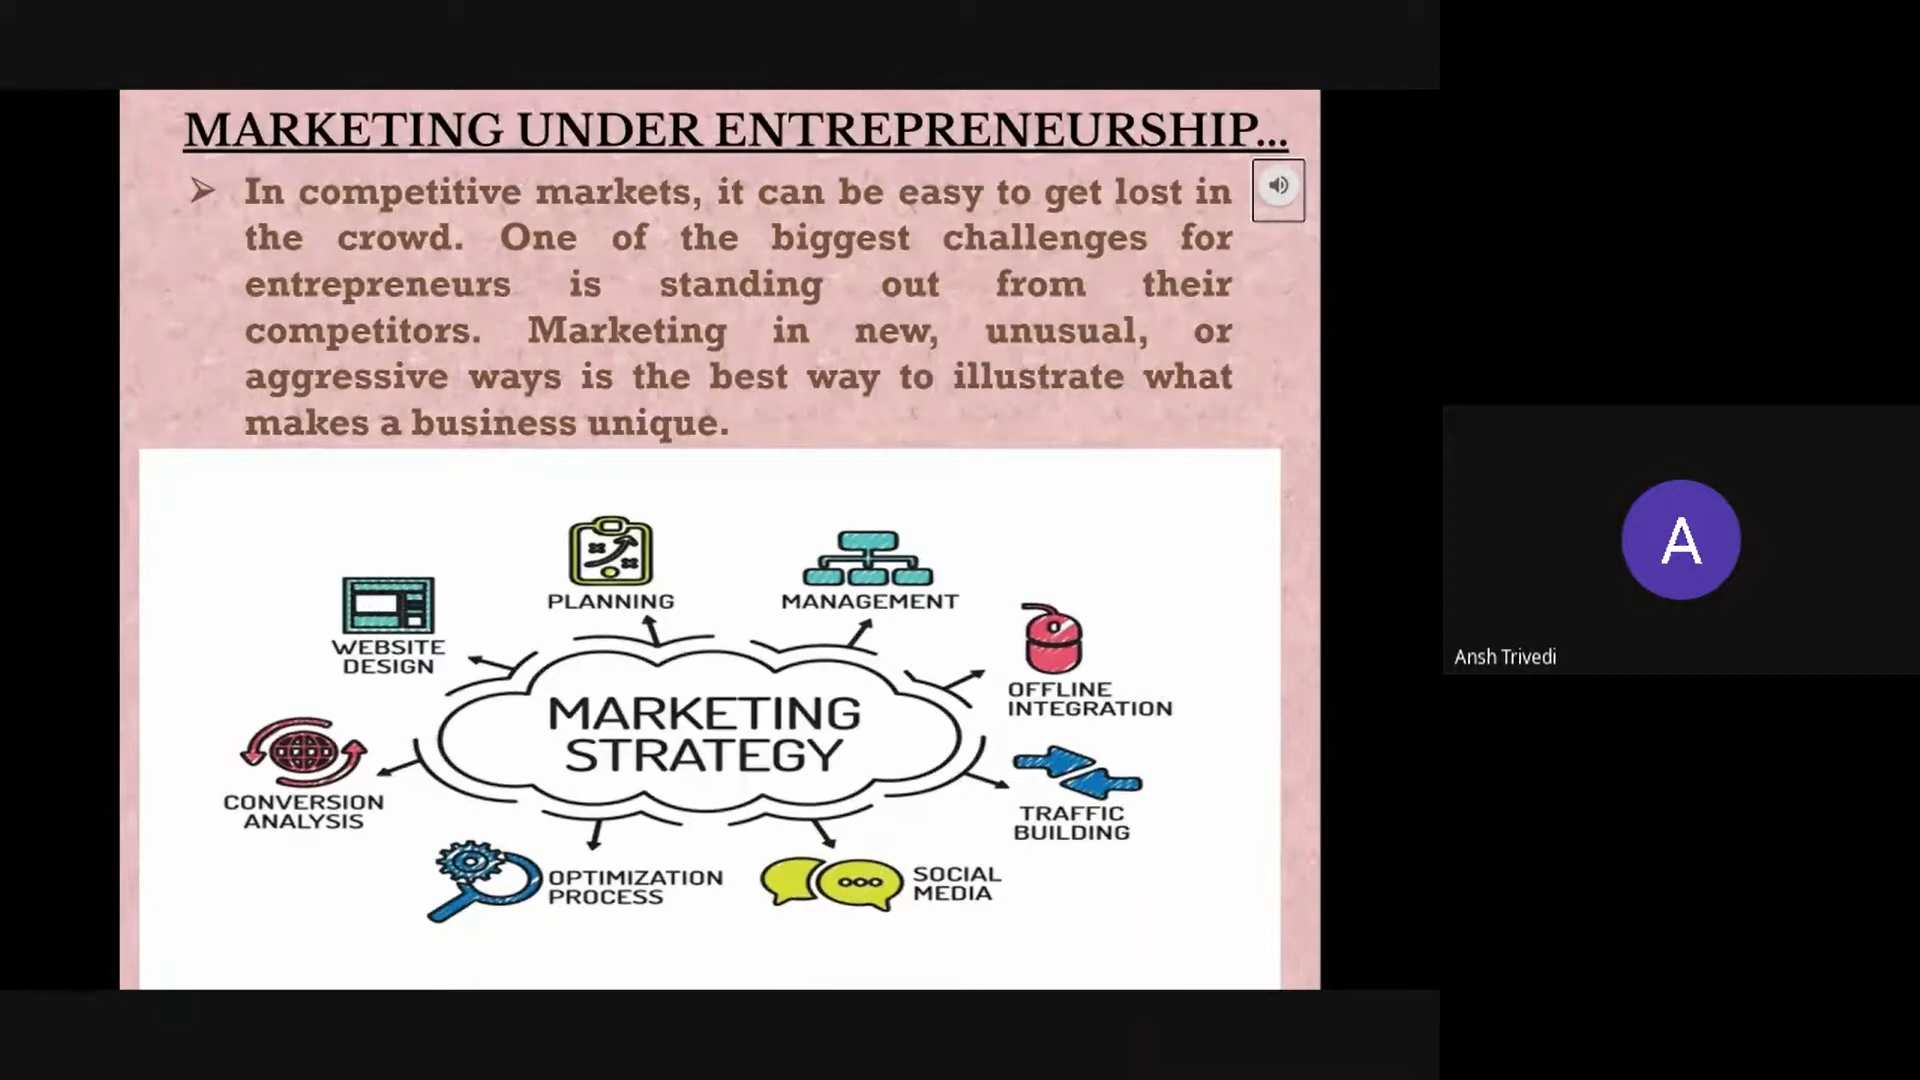 MARKETING UNDER ENTREPRENEURSHIP...
In competitive markets, it can be easy to get lost in
the crowd. One of the biggest challenges for
entrepreneurs is standing out from their
competitors. Marketing in new, unusual, or
aggressive ways is the best way to illustrate what
makes a business unique.
PLANNING
MANAGEMENT
WEBSITE
DESIGN
OFFLINE
INTEGRATION
MARKETING
STRATEGY
CONVERSION
ANALYSIS
TRAFFIC
BUILDING
OPTIMIZATION
PROCESS
SOCIAL
MEDIA
A
Ansh Trivedi